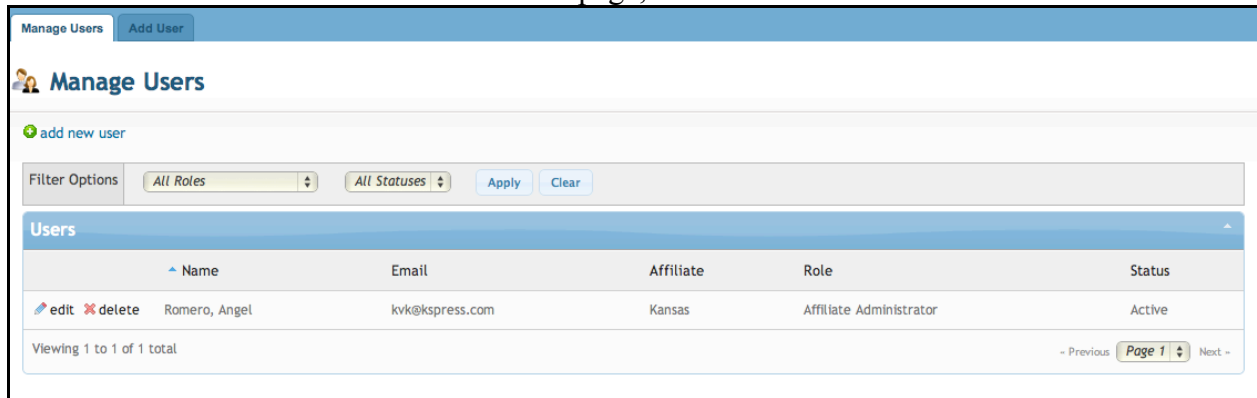 page,
Manage Users Add User
Manage Users
add new user
Filter Options All Roles All Statuses Apply Clear
Users
Name Email Affiliate Role Status
edit delete Romero, Angel kvk@kspress.com Kansas Affiliate Administrator Active
Viewing 1 to 1 of 1 total « Previous Page 1 Next »